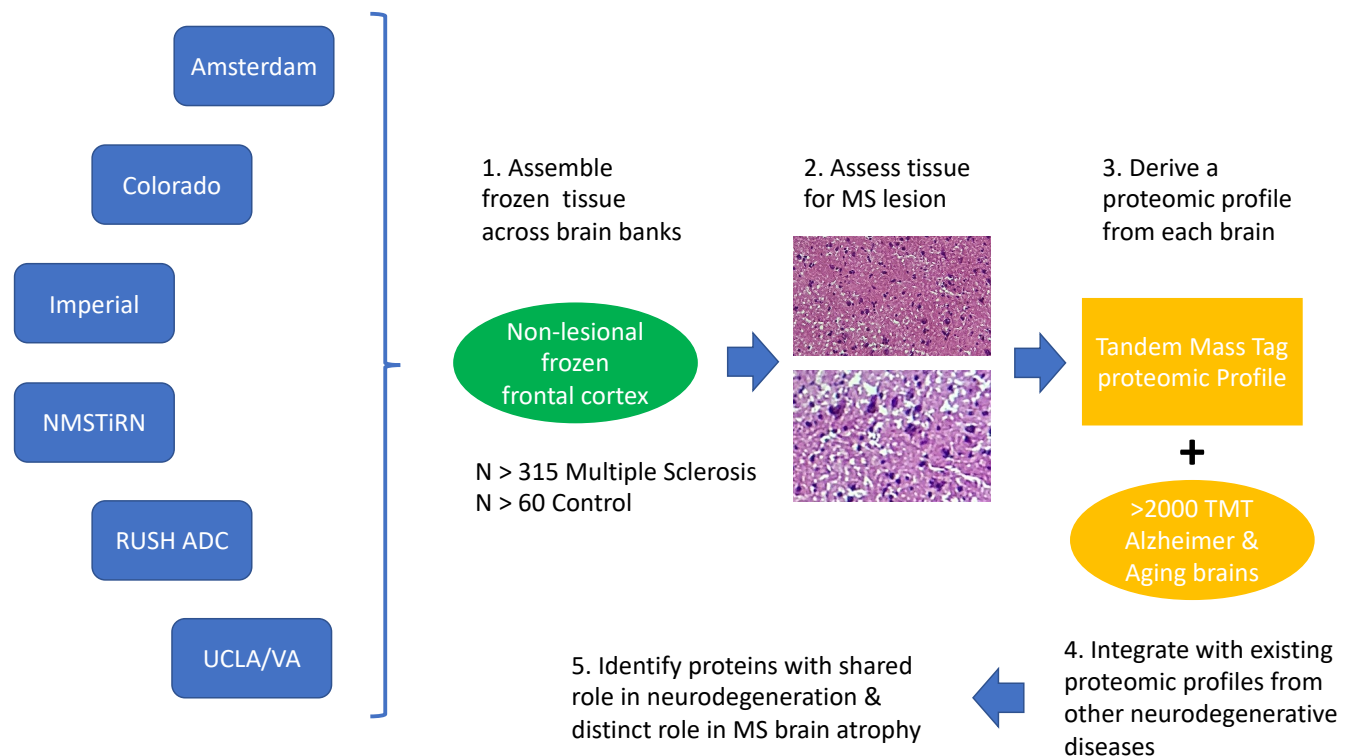 Amsterdam
Colorado
Imperial
NMSTiRN
RUSH ADC
UCLA/VA
1. Assemble
frozen  tissue
across brain banks
Non-lesional
frozen
frontal cortex
N > 315 Multiple Sclerosis
N > 60 Control
2. Assess tissue
for MS lesion
3. Derive a
proteomic profile
from each brain
Tandem Mass Tag
proteomic Profile
+
>2000 TMT
Alzheimer &
Aging brains
4. Integrate with existing
proteomic profiles from
other neurodegenerative
diseases
5. Identify proteins with shared
role in neurodegeneration &
distinct role in MS brain atrophy